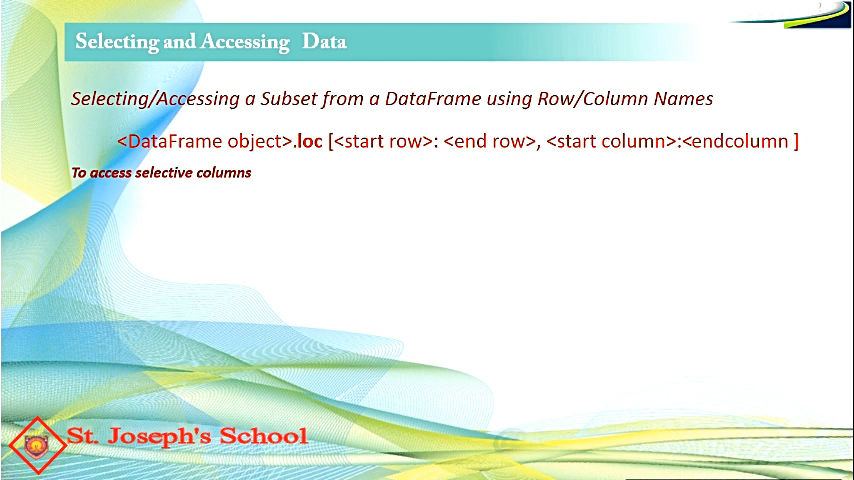 Selecting and Accessing Data
Selecting/Accessing a Subset from a DataFrame using Row/Column Names
<DataFrame object>.loc [<start row>: <end row>, <start column>:<endcolumn ]
To access selective columns
St. Joseph's School